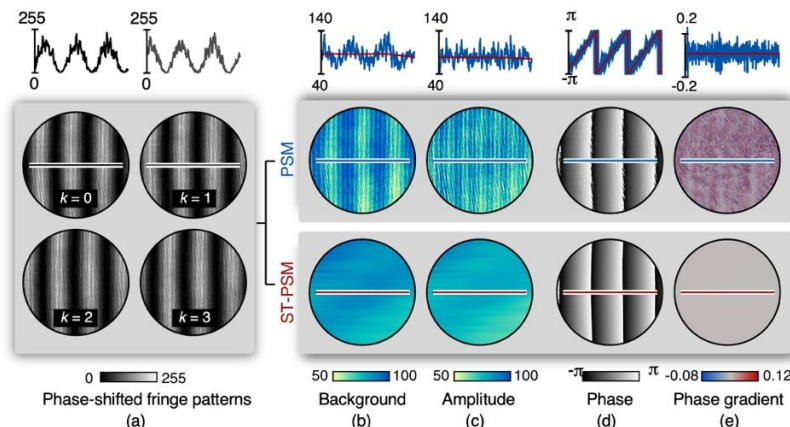 255
255
140
140
π
0.2
0
0
40
40
-π
-0.2
k = 0
k = 1
PSM
k = 2
k = 3
ST-PSM
0 255
50 100
50 100
-π π
-0.08 0.12
Phase-shifted fringe patterns
Background
Amplitude
Phase
Phase gradient
(a)
(b)
(c)
(d)
(e)